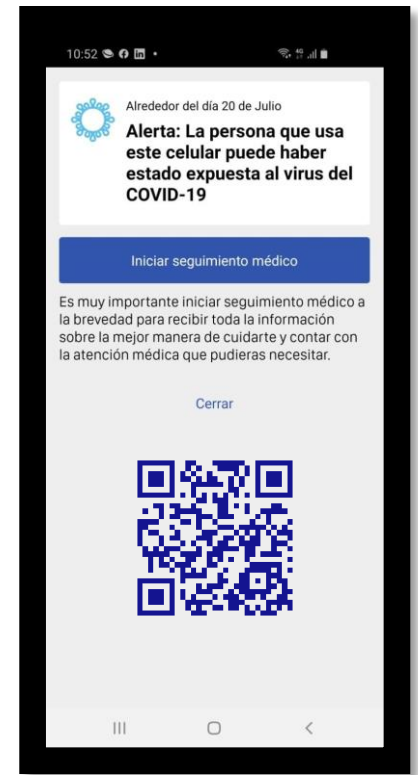 10:52
Alrededor del día 20 de Julio
Alerta: La persona que usa
este celular puede haber
estado expuesta al virus del
COVID-19
Iniciar seguimiento médico
Es muy importante iniciar seguimiento médico a
la brevedad para recibir toda la información
sobre la mejor manera de cuidarte y contar con
la atención médica que pudieras necesitar.
Cerrar